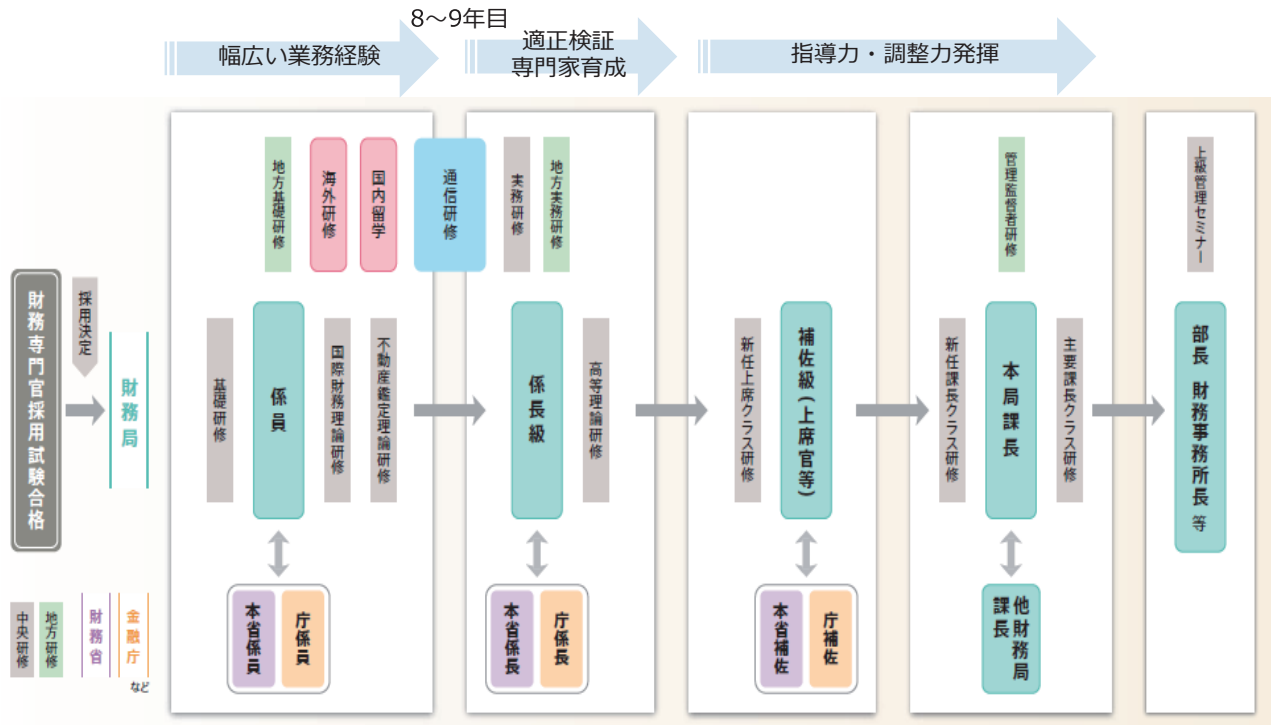 8～9年目
幅広い業務経験
適正検証
専門家育成
指導力・調整力発揮
財務専門官採用試験合格
採用決定
財務局
中央研修
地方研修
財務省
金融庁
など
地方基礎研修
海外研修
国内留学
通信研修
基礎研修
係員
国際財務理論研修
不動産鑑定理論研修
本省係員
庁係員
実務研修
地方実務研修
係長級
高等理論研修
本省係長
庁係長
新任上席クラス研修
補佐級(上席官等)
本省補佐
庁補佐
管理監督者研修
新任課長クラス研修
本局課長
主要課長クラス研修
他財務局
課長
上級管理セミナー
部長 財務事務所長 等